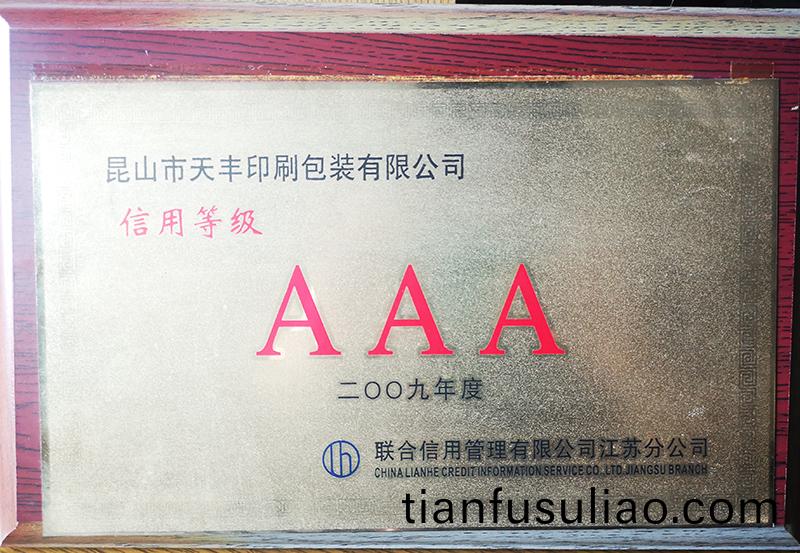 昆山市天丰印刷包装有限公司
信用等级
AAA
二〇〇九年度
联合信用管理有限公司江苏分公司
CHINA LIANHE CREDIT INFORMATION SERVICE CO., LTD. JIANGSU BRANCH
tianfusuliao.com